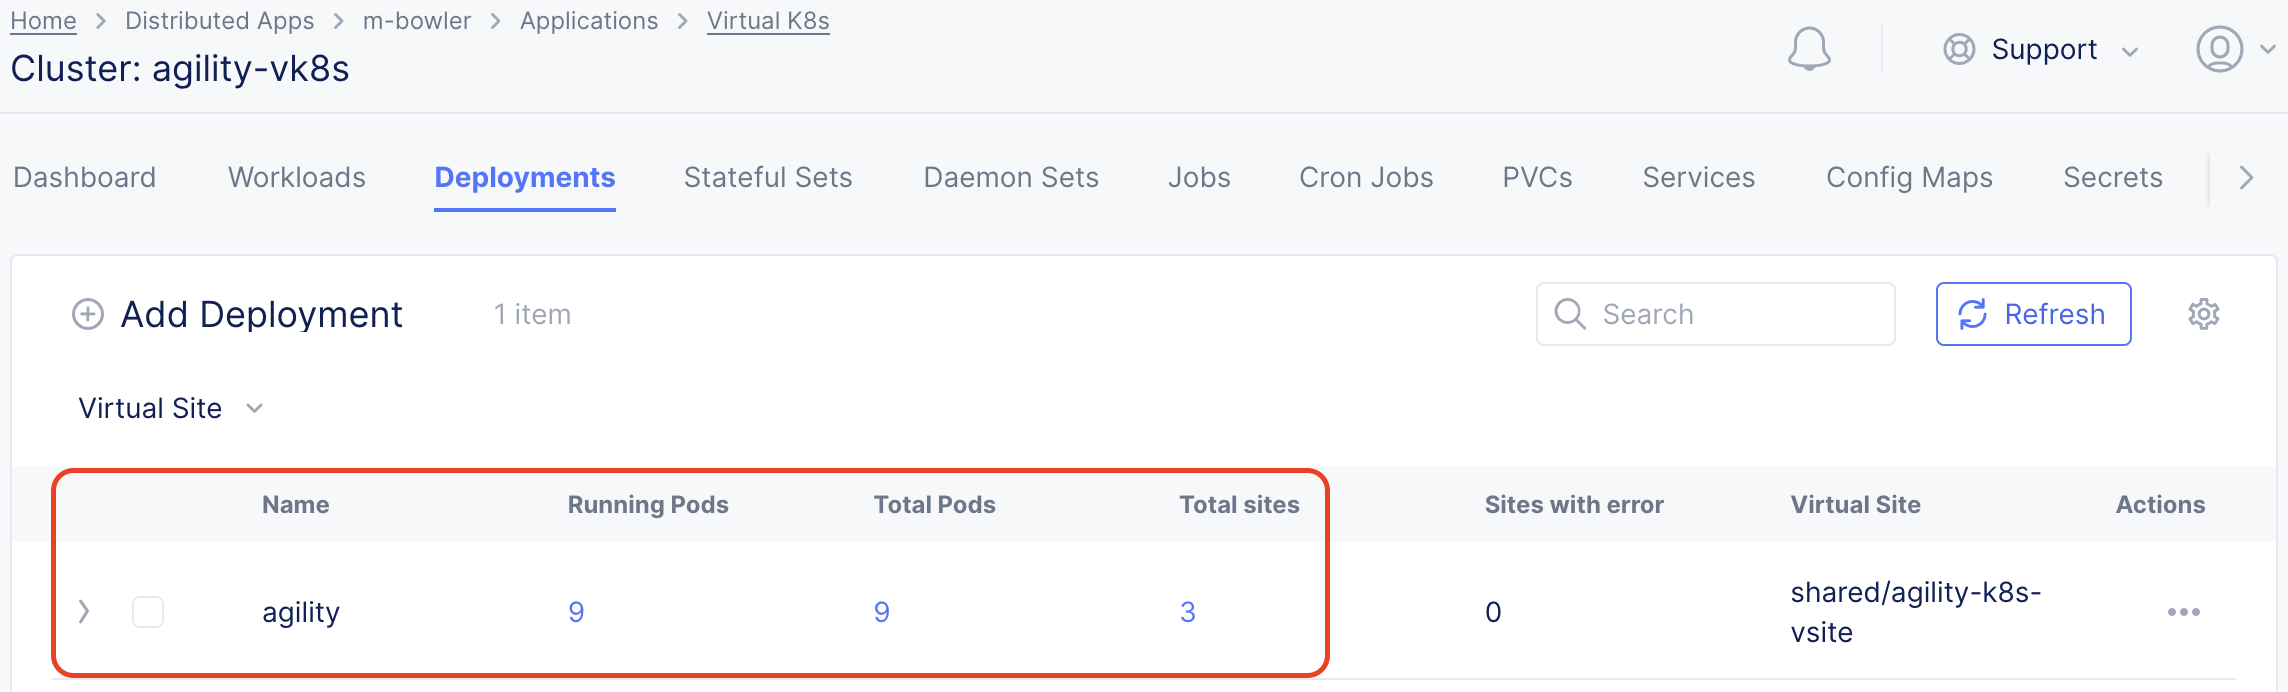 Home > Distributed Apps > m-bowler > Applications > Virtual K8s
Cluster: agility-vk8s
Support
Dashboard Workloads Deployments Stateful Sets Daemon Sets Jobs Cron Jobs PVCs Services Config Maps Secrets
Add Deployment 1 item Search Refresh
Virtual Site
Name Running Pods Total Pods Total sites Sites with error Virtual Site Actions
agility 9 9 3 0 shared/agility-k8s-
vsite